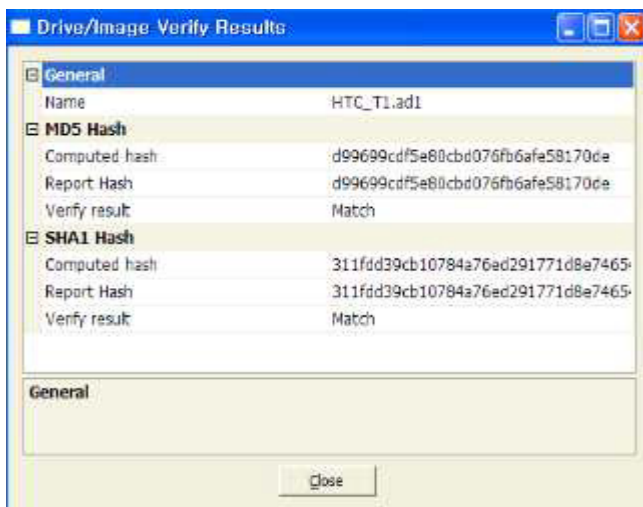 Drive/Image Verify Results
General
Name HTC_T1.ad1
MD5 Hash
Computed hash d99699cdf5e80cbd076fb6afe58170de
Report Hash d99699cdf5e80cbd076fb6afe58170de
Verify result Match
SHA1 Hash
Computed hash 311fdd39cb10784a76ed291771d8e7465
Report Hash 311fdd39cb10784a76ed291771d8e7465
Verify result Match
General
Close